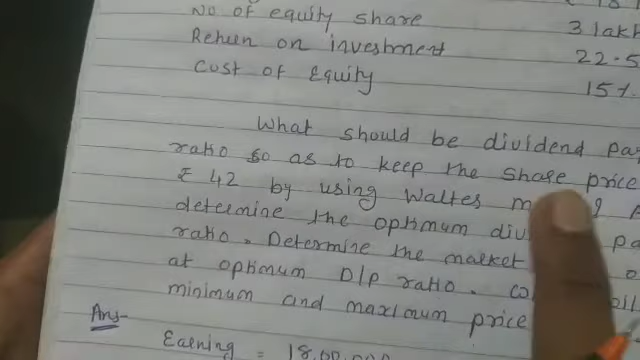 No of equity share 3 lakh
Return on investment 22.5
Cost of Equity 15%
What should be dividend pa
ratio so as to keep the share price
₹ 42 by using Walter m
determine the optimum div pa
ratio. Determine the market o
at optimum D/P ratio.
minimum and maximum price
Ans-
Earning = 18,00,000